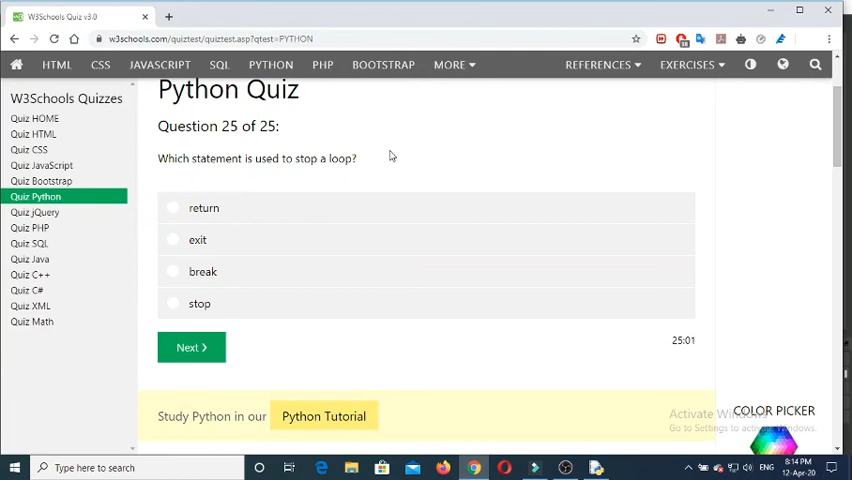 W3Schools Quiz v3.0
w3schools.com/quiztest/quiztest.asp?qtest=PYTHON
HTML CSS JAVASCRIPT SQL PYTHON PHP BOOTSTRAP MORE REFERENCES EXERCISES
W3Schools Quizzes
Quiz HOME
Quiz HTML
Quiz CSS
Quiz JavaScript
Quiz Bootstrap
Quiz Python
Quiz jQuery
Quiz PHP
Quiz SQL
Quiz Java
Quiz C++
Quiz C#
Quiz XML
Quiz Math
Python Quiz
Question 25 of 25:
Which statement is used to stop a loop?
return
exit
break
stop
Next ❯
25:01
Study Python in our Python Tutorial
COLOR PICKER
Activate Windows
Go to Settings to activate Windows.
Type here to search
ENG
8:14 PM
12-Apr-20